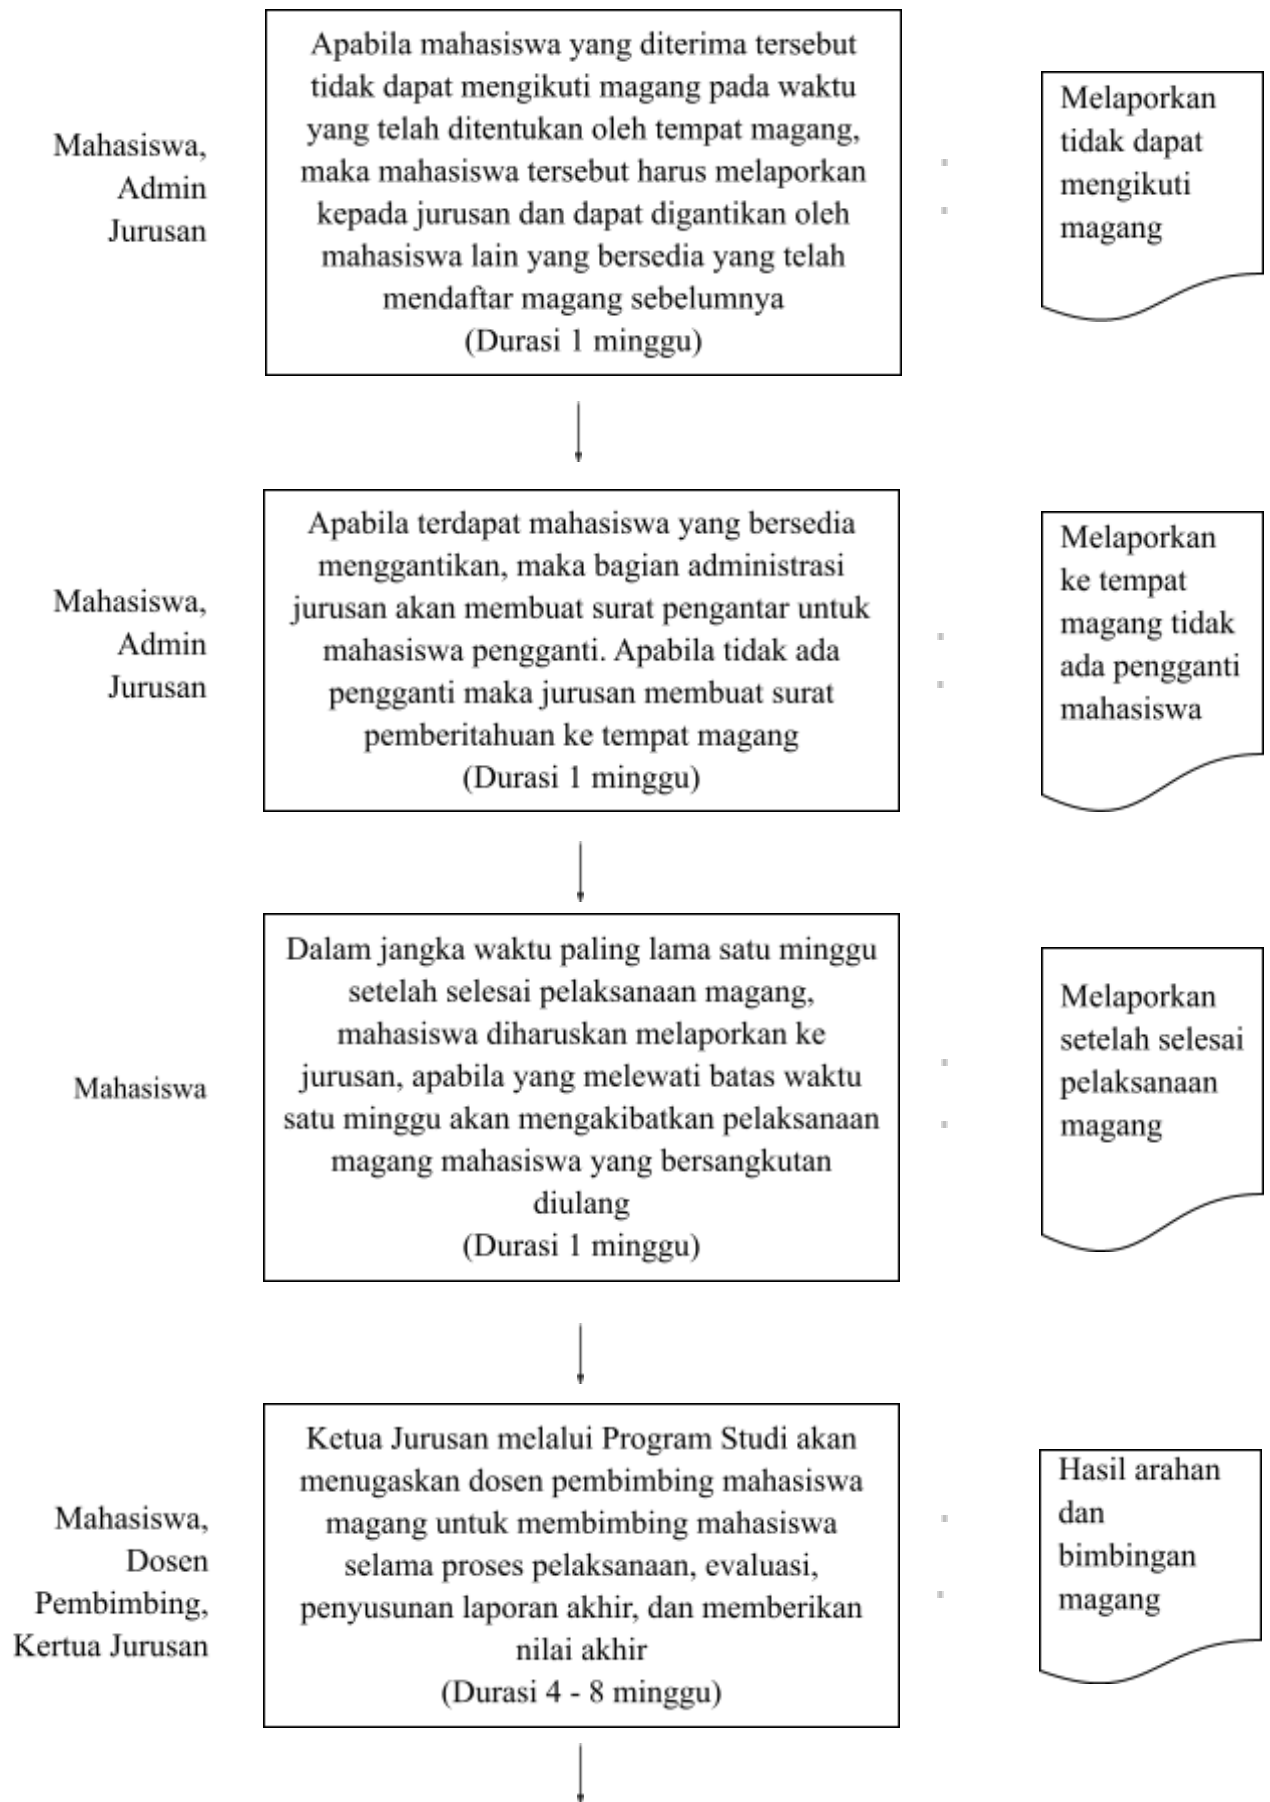 Mahasiswa,
Admin
Jurusan
Apabila mahasiswa yang diterima tersebut
tidak dapat mengikuti magang pada waktu
yang telah ditentukan oleh tempat magang,
maka mahasiswa tersebut harus melaporkan
kepada jurusan dan dapat digantikan oleh
mahasiswa lain yang bersedia yang telah
mendaftar magang sebelumnya
(Durasi 1 minggu)
Melaporkan
tidak dapat
mengikuti
magang
Mahasiswa,
Admin
Jurusan
Apabila terdapat mahasiswa yang bersedia
menggantikan, maka bagian administrasi
jurusan akan membuat surat pengantar untuk
mahasiswa pengganti. Apabila tidak ada
pengganti maka jurusan membuat surat
pemberitahuan ke tempat magang
(Durasi 1 minggu)
Melaporkan
ke tempat
magang tidak
ada pengganti
mahasiswa
Mahasiswa
Dalam jangka waktu paling lama satu minggu
setelah selesai pelaksanaan magang,
mahasiswa diharuskan melaporkan ke
jurusan, apabila yang melewati batas waktu
satu minggu akan mengakibatkan pelaksanaan
magang mahasiswa yang bersangkutan
diulang
(Durasi 1 minggu)
Melaporkan
setelah selesai
pelaksanaan
magang
Mahasiswa,
Dosen
Pembimbing,
Kertua Jurusan
Ketua Jurusan melalui Program Studi akan
menugaskan dosen pembimbing mahasiswa
magang untuk membimbing mahasiswa
selama proses pelaksanaan, evaluasi,
penyusunan laporan akhir, dan memberikan
nilai akhir
(Durasi 4 - 8 minggu)
Hasil arahan
dan
bimbingan
magang